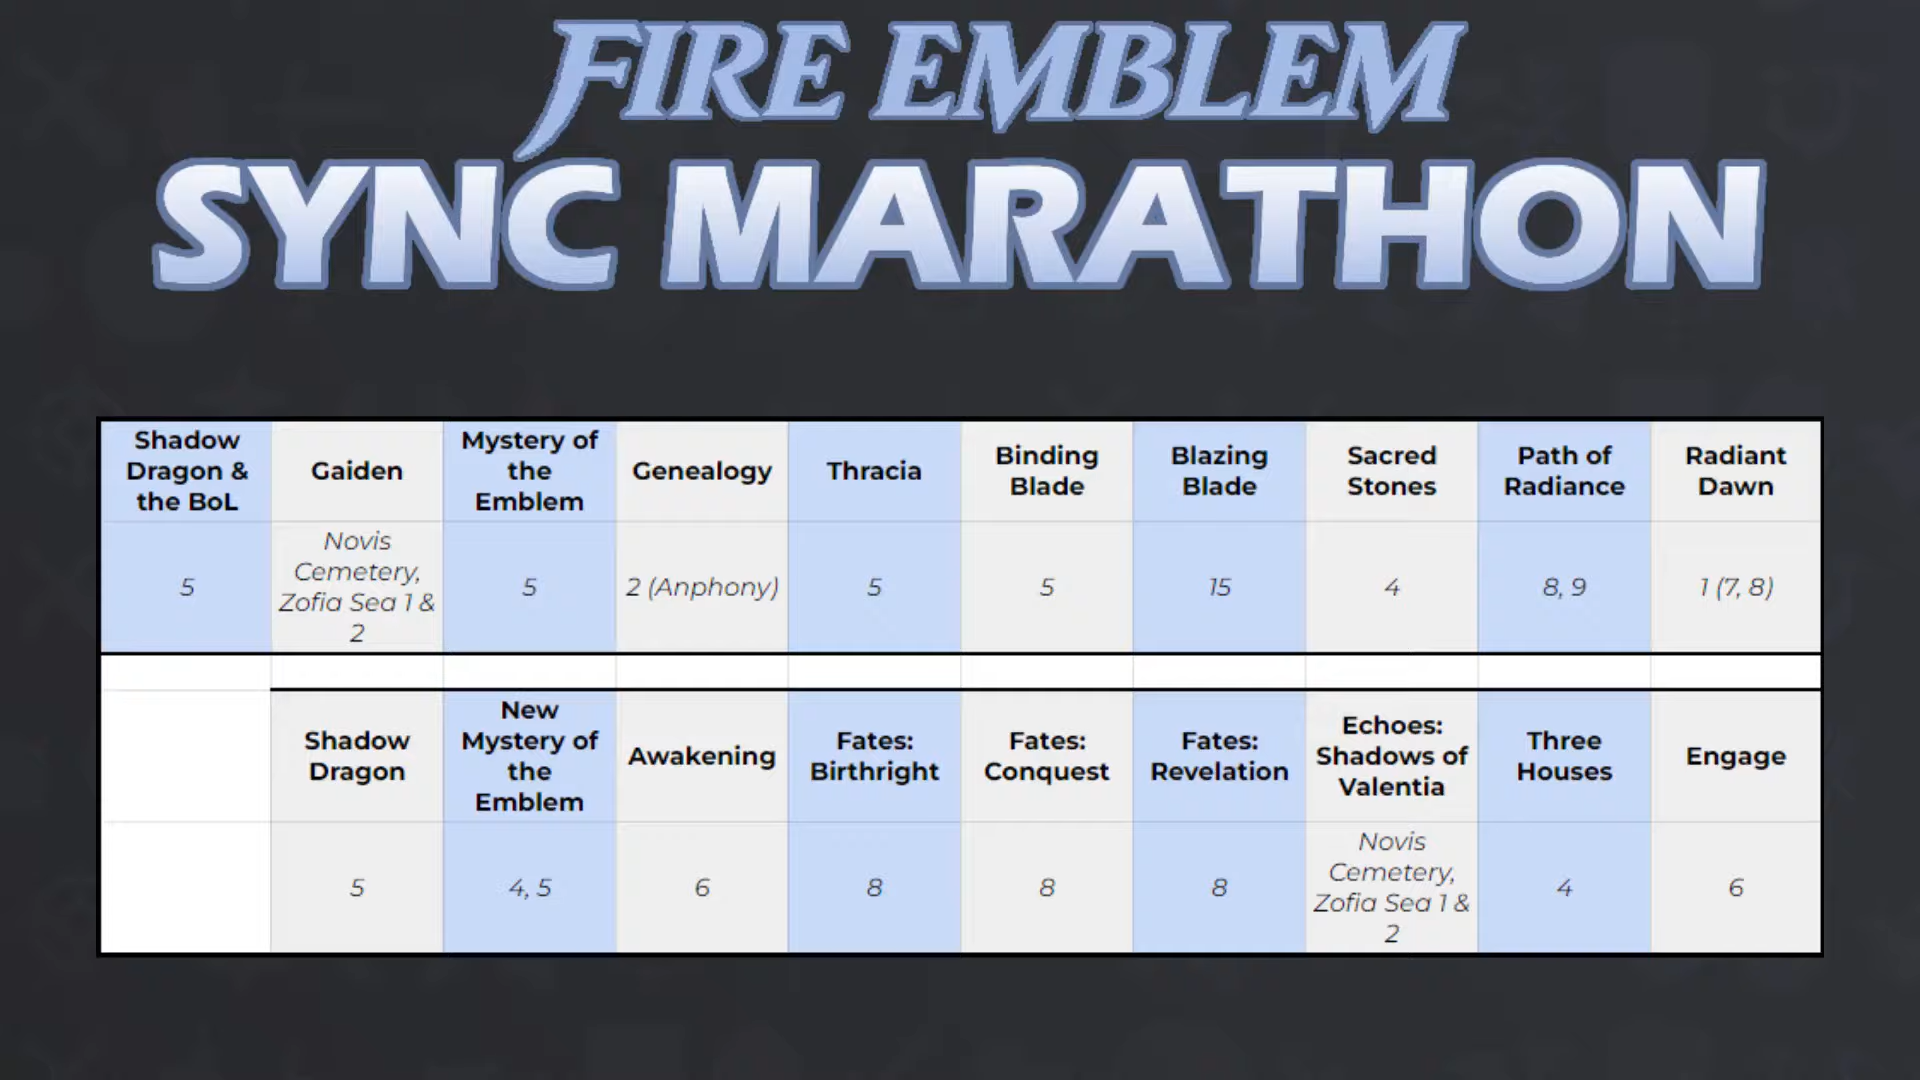 FIRE EMBLEM
SYNC MARATHON
Shadow Dragon & the BoL
Gaiden
Mystery of the Emblem
Genealogy
Thracia
Binding Blade
Blazing Blade
Sacred Stones
Path of Radiance
Radiant Dawn
5
Novis Cemetery, Zofia Sea 1 & 2
5
2 (Anphony)
5
5
15
4
8, 9
1 (7, 8)
Shadow Dragon
New Mystery of the Emblem
Awakening
Fates: Birthright
Fates: Conquest
Fates: Revelation
Echoes: Shadows of Valentia
Three Houses
Engage
5
4, 5
6
8
8
8
Novis Cemetery, Zofia Sea 1 & 2
4
6